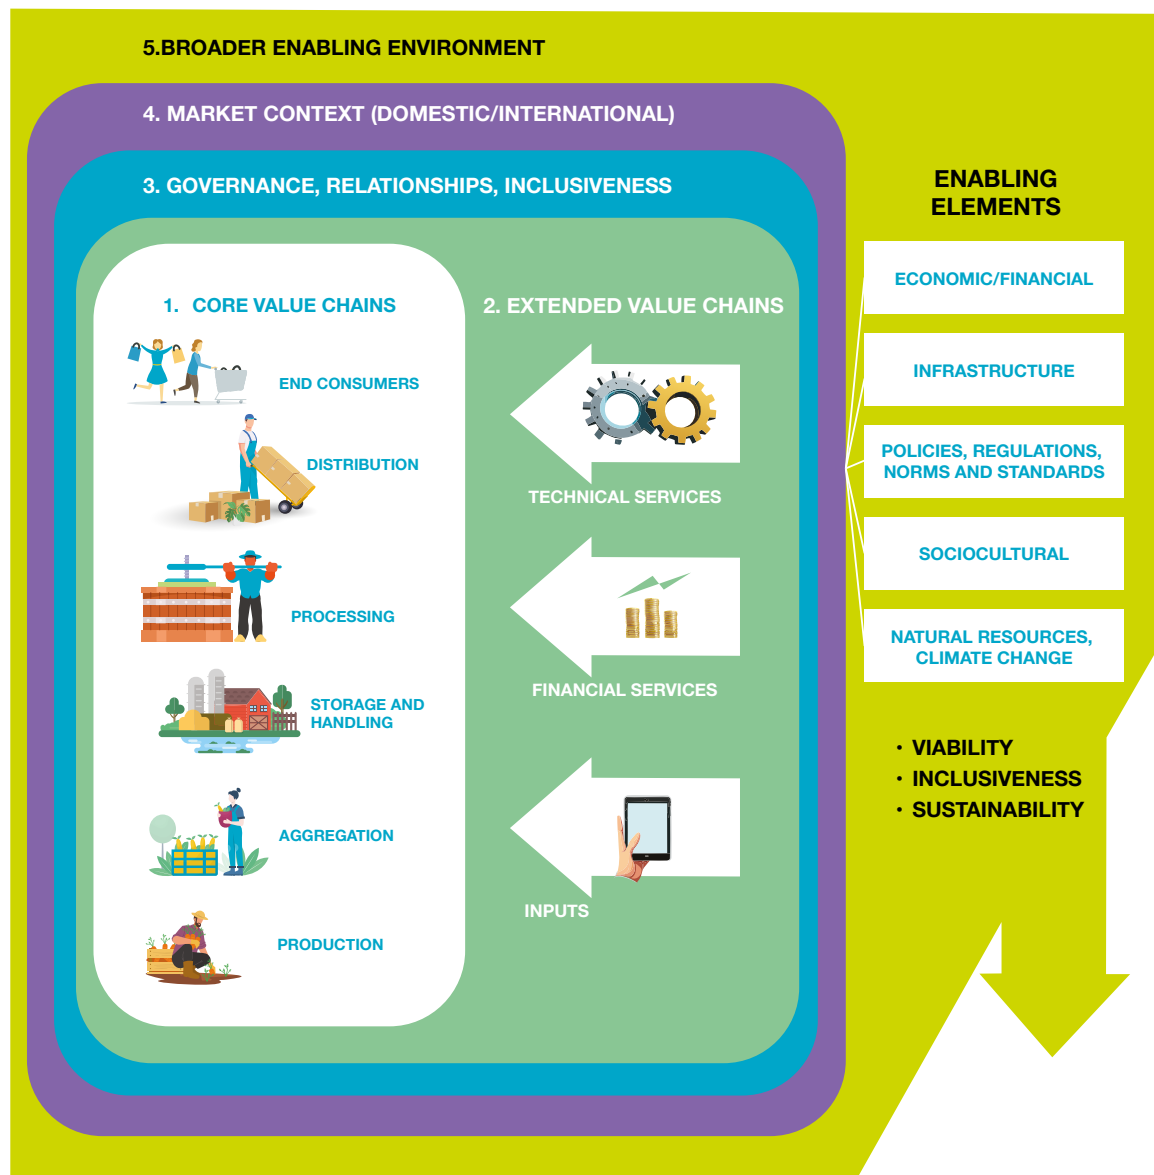 5.BROADER ENABLING ENVIRONMENT
4. MARKET CONTEXT (DOMESTIC/INTERNATIONAL)
3. GOVERNANCE, RELATIONSHIPS, INCLUSIVENESS
1. CORE VALUE CHAINS
END CONSUMERS
DISTRIBUTION
PROCESSING
STORAGE AND
HANDLING
AGGREGATION
PRODUCTION
2. EXTENDED VALUE CHAINS
TECHNICAL SERVICES
FINANCIAL SERVICES
INPUTS
ENABLING
ELEMENTS
ECONOMIC/FINANCIAL
INFRASTRUCTURE
POLICIES, REGULATIONS,
NORMS AND STANDARDS
SOCIOCULTURAL
NATURAL RESOURCES,
CLIMATE CHANGE
• VIABILITY
• INCLUSIVENESS
• SUSTAINABILITY